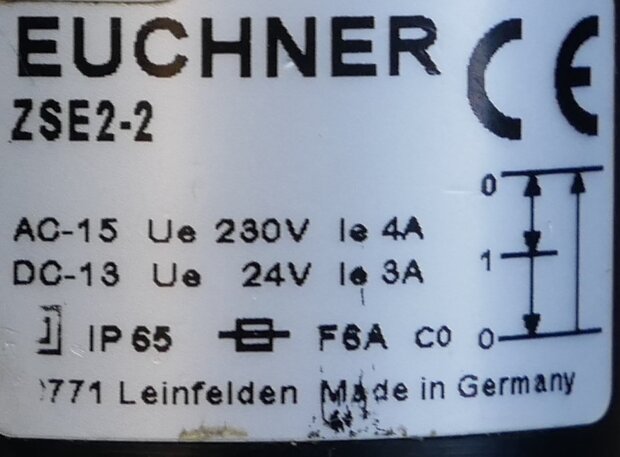 EUCHNER CE
ZSE2-2
0
AC-15 Ue 230V Ie 4A
DC-13 Ue 24V Ie 3A
1
IP 65 F6A C0 0
771 Leinfelden Made in Germany